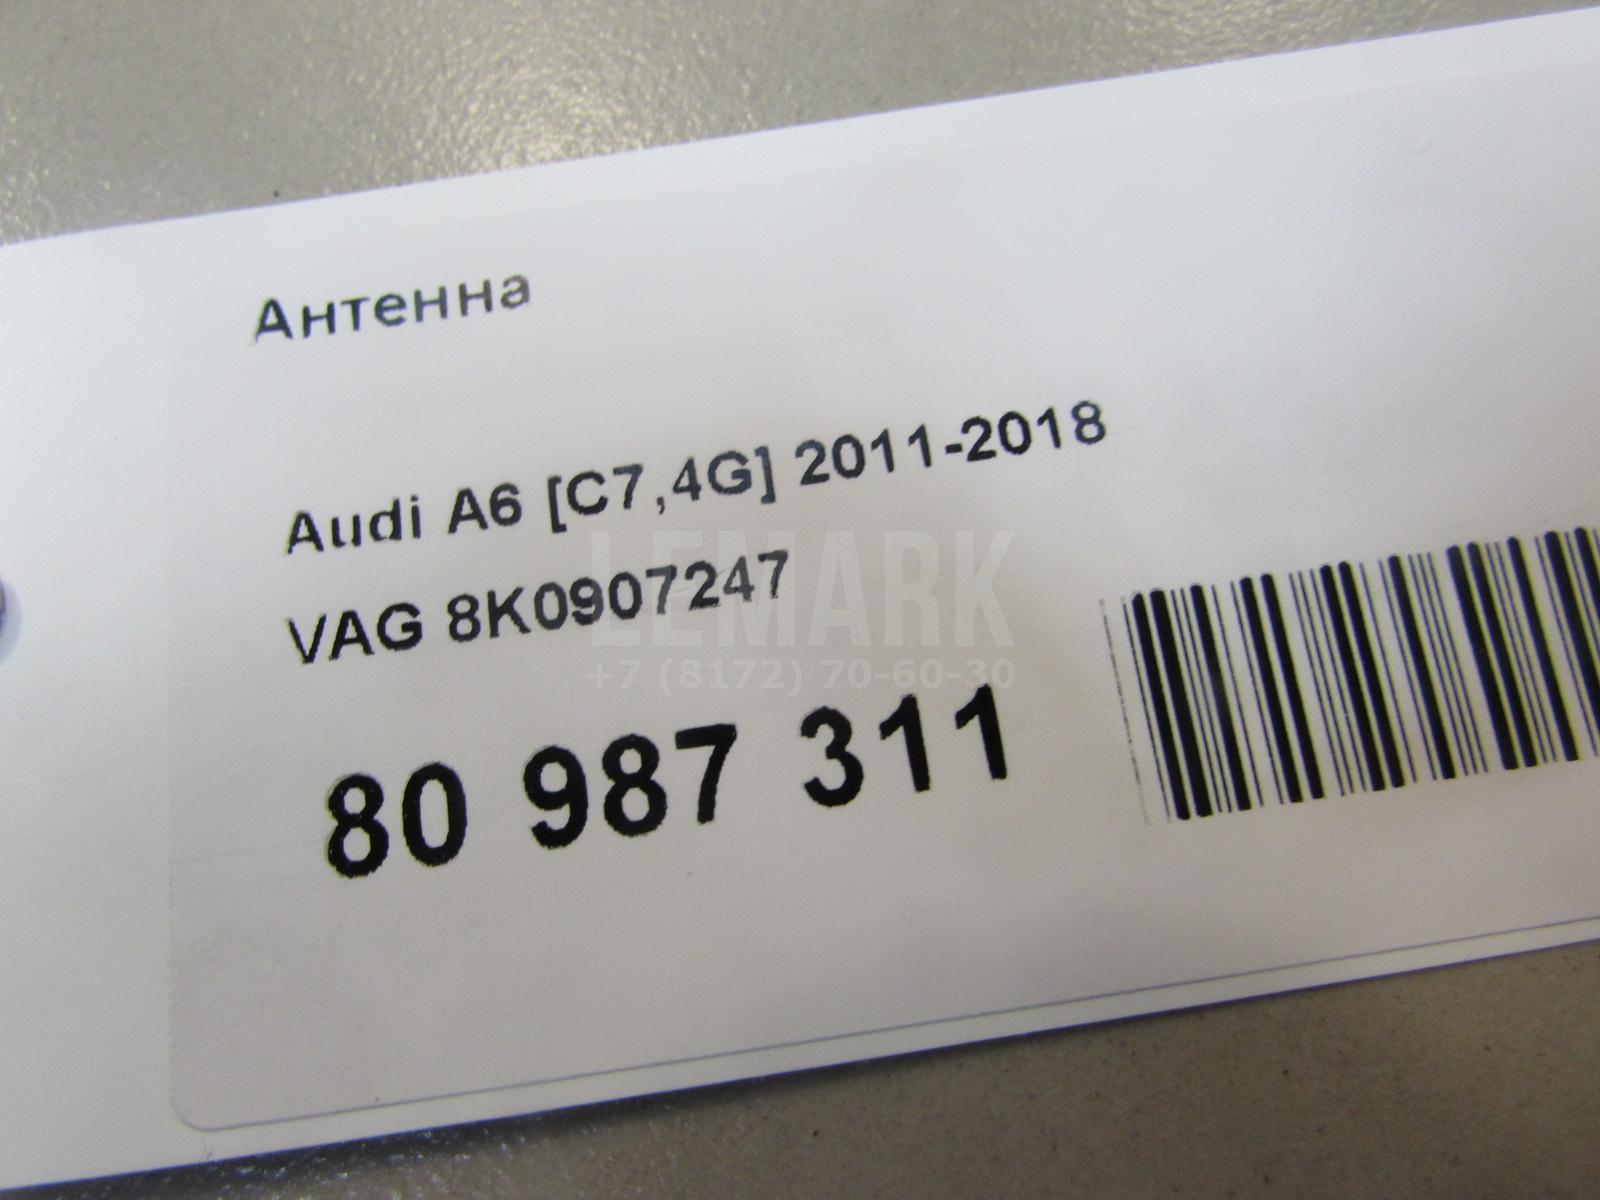 Антенна
Audi A6 [C7,4G] 2011-2018
VAG 8K0907247
LEMARK
+7 (8172) 70-60-30
80 987 311